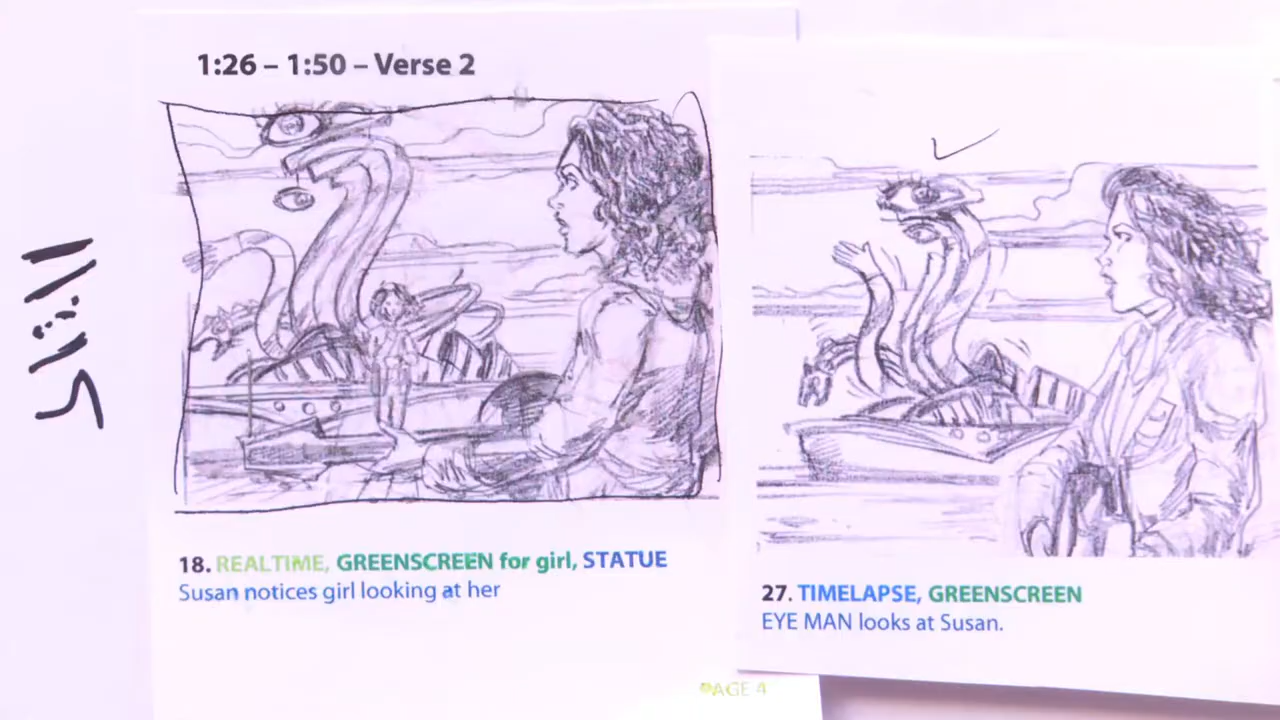 1:26 – 1:50 – Verse 2
18. REALTIME, GREENSCREEN for girl, STATUE
Susan notices girl looking at her
PAGE 4
27. TIMELAPSE, GREENSCREEN
EYE MAN looks at Susan.